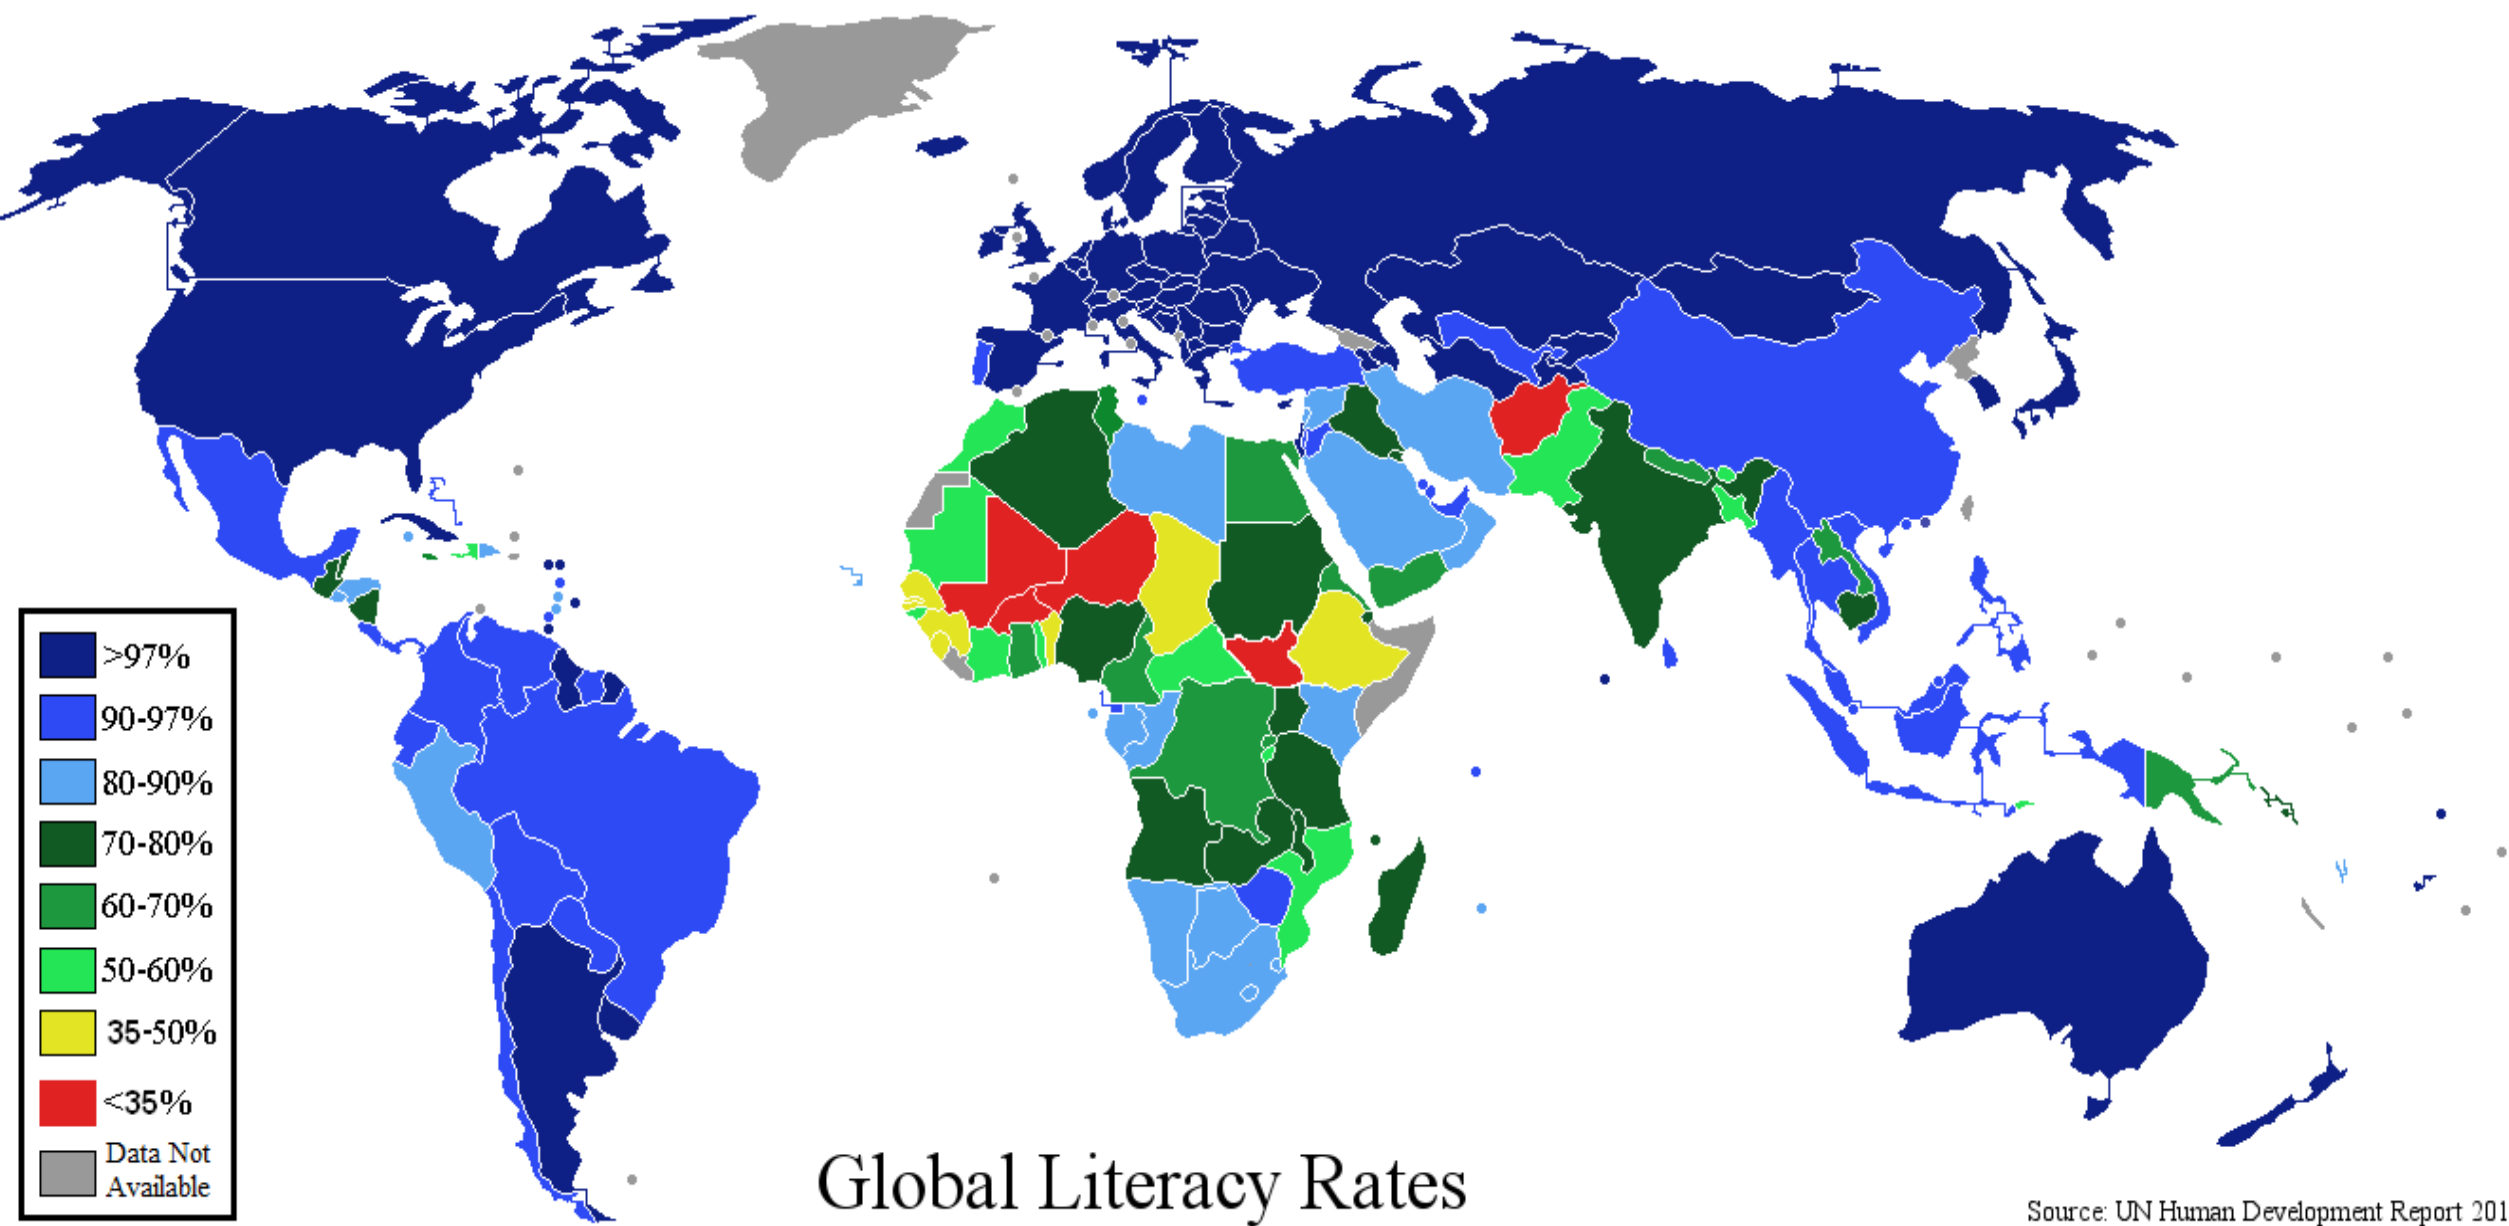 >97%
90-97%
80-90%
70-80%
60-70%
50-60%
35-50%
<35%
Data Not
Available
Global Literacy Rates
Source: UN Human Development Report 201